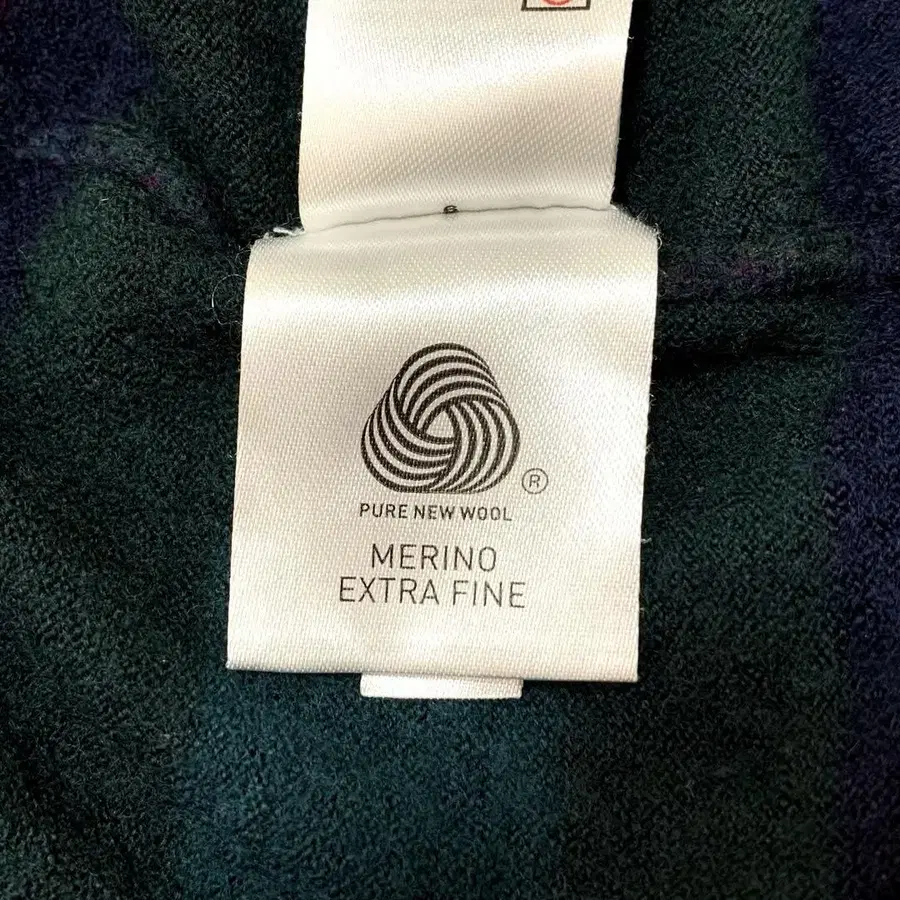 ®
PURE NEW WOOL
MERINO
EXTRA FINE